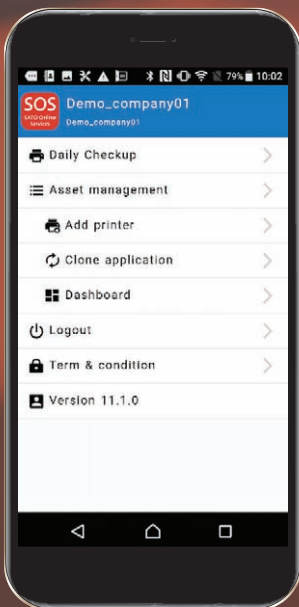 79% 10:02
SOS
SATO Online
Services
Demo_company01
Demo_company01
Daily Checkup
Asset management
Add printer
Clone application
Dashboard
Logout
Term & condition
Version 11.1.0